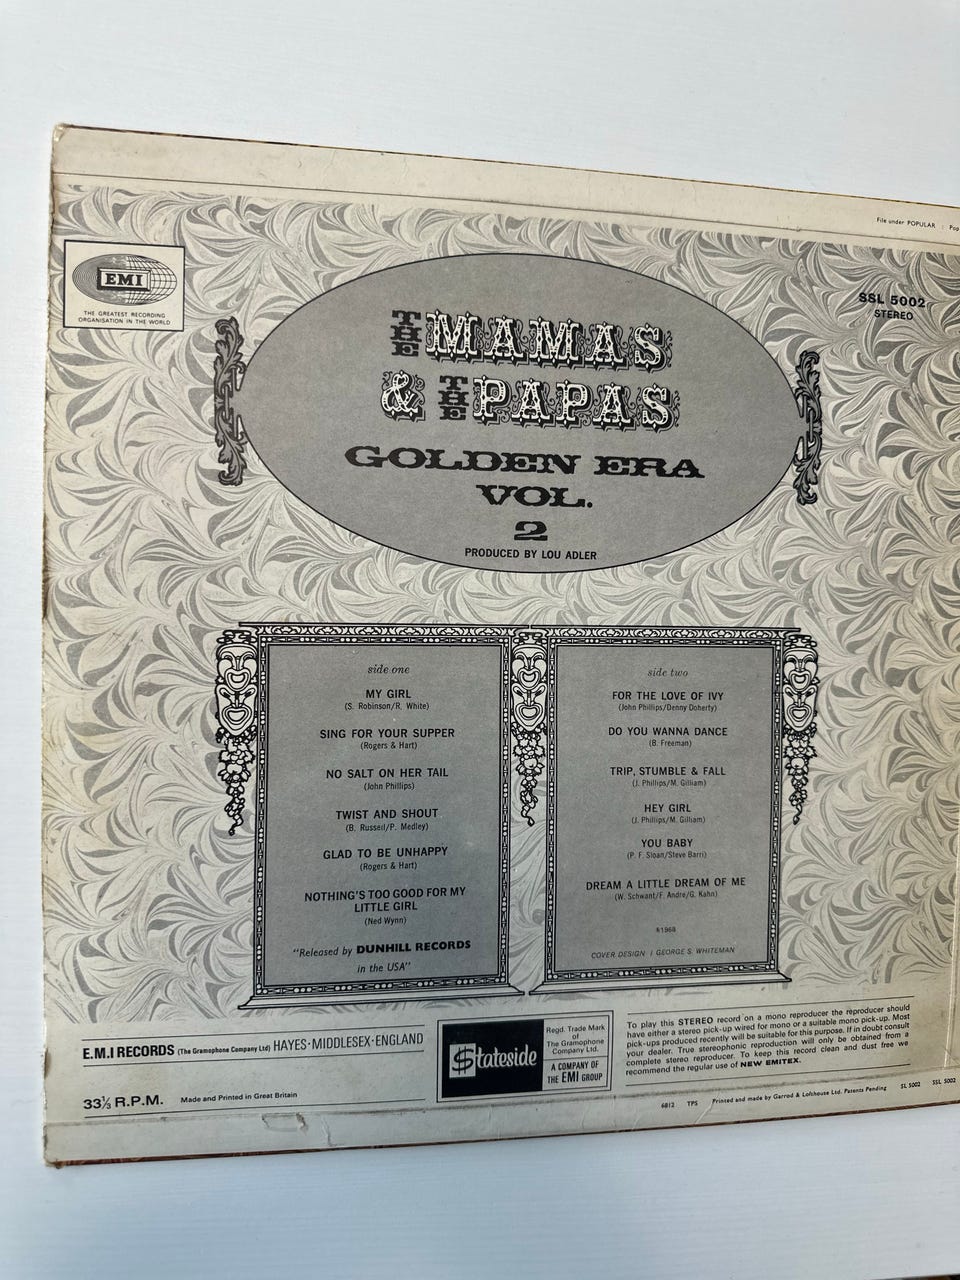 File under POPULAR : Pop
EMI
THE GREATEST RECORDING
ORGANISATION IN THE WORLD
SSL 5002
STEREO
THE MAMAS
& THE PAPAS
GOLDEN ERA
VOL.
2
PRODUCED BY LOU ADLER
side one
MY GIRL
(S. Robinson/R. White)
SING FOR YOUR SUPPER
(Rogers & Hart)
NO SALT ON HER TAIL
(John Phillips)
TWIST AND SHOUT
(B. Russell/P. Medley)
GLAD TO BE UNHAPPY
(Rogers & Hart)
NOTHING'S TOO GOOD FOR MY
LITTLE GIRL
(Ned Wynn)
"Released by DUNHILL RECORDS
in the USA"
side two
FOR THE LOVE OF IVY
(John Phillips/Denny Doherty)
DO YOU WANNA DANCE
(B. Freeman)
TRIP, STUMBLE & FALL
(J. Phillips/M. Gilliam)
HEY GIRL
(J. Phillips/M. Gilliam)
YOU BABY
(P. F. Sloan/Steve Barri)
DREAM A LITTLE DREAM OF ME
(W. Schwant/F. Andre/G. Kahn)
1968
COVER DESIGN / GEORGE S. WHITEMAN
E.M.I RECORDS (The Gramophone Company Ltd) HAYES·MIDDLESEX·ENGLAND
33⅓ R.P.M. Made and Printed in Great Britain
$tateside
Regd. Trade Mark
of The Gramophone
Company Ltd.
A COMPANY OF
THE EMI GROUP
To play this STEREO record on a mono reproducer the reproducer should
have either a stereo pick-up wired for mono or a suitable mono pick-up. Most
pick-ups produced recently will be suitable for this purpose. If in doubt consult
your dealer. True stereophonic reproduction will only be obtained from a
complete stereo reproducer. To keep this record clean and dust free we
recommend the regular use of NEW EMITEX.
6812 TPS Printed and made by Garrod & Lofthouse Ltd. Patents Pending SL 5002 SSL 5002